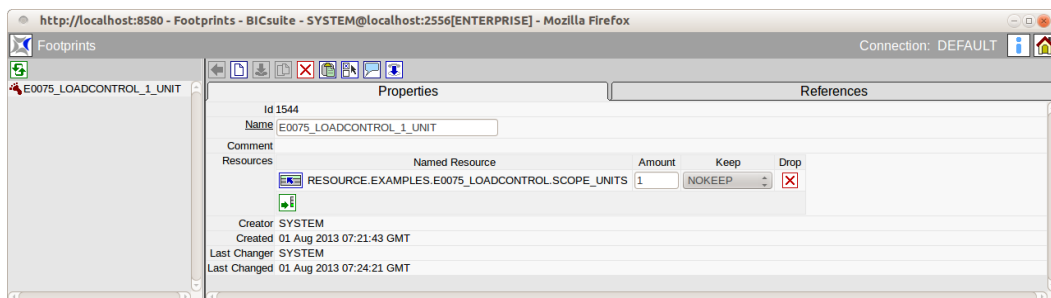 http://localhost:8580 - Footprints - BICsuite - SYSTEM@localhost:2556[ENTERPRISE] - Mozilla Firefox
Footprints
Connection: DEFAULT
E0075_LOADCONTROL_1_UNIT
Properties
References
Id 1544
Name E0075_LOADCONTROL_1_UNIT
Comment
Resources Named Resource Amount Keep Drop
RESOURCE.EXAMPLES.E0075_LOADCONTROL.SCOPE_UNITS 1 NOKEEP
Creator SYSTEM
Created 01 Aug 2013 07:21:43 GMT
Last Changer SYSTEM
Last Changed 01 Aug 2013 07:24:21 GMT